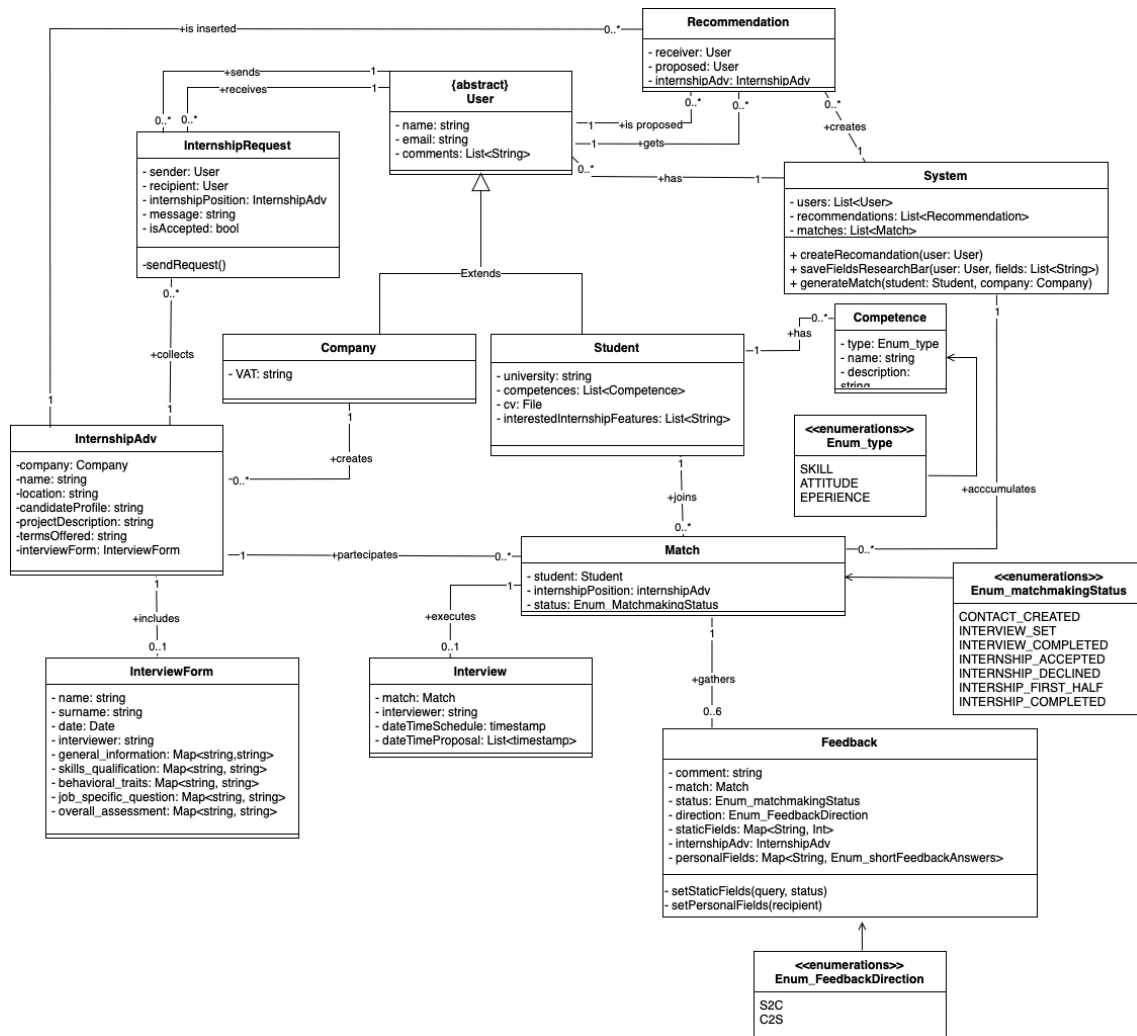 Recommendation
- receiver: User
- proposed: User
- internshipAdv: InternshipAdv
+is inserted
0..*
0..*
0..*
0..*
+sends
1
+receives
1
0..*
0..*
{abstract}
User
- name: string
- email: string
- comments: List<String>
1
+is proposed
1
+gets
0..*
+has
1
+creates
1
InternshipRequest
- sender: User
- recipient: User
- internshipPosition: InternshipAdv
- message: string
- isAccepted: bool
-sendRequest()
0..*
System
- users: List<User>
- recommendations: List<Recommendation>
- matches: List<Match>
+ createRecomandation(user: User)
+ saveFieldsResearchBar(user: User, fields: List<String>)
+ generateMatch(student: Student, company: Company)
1
Extends
+collects
1
1
Company
- VAT: string
1
+creates
0..*
Student
- university: string
- competences: List<Competence>
- cv: File
- interestedInternshipFeatures: List<String>
1
+has
0..*
1
+joins
0..*
Competence
- type: Enum_type
- name: string
- description:
string
<<enumerations>>
Enum_type
SKILL
ATTITUDE
EPERIENCE
+acccumulates
0..*
InternshipAdv
-company: Company
-name: string
-location: string
-candidateProfile: string
-projectDescription: string
-termsOffered: string
-interviewForm: InterviewForm
1
+partecipates
0..*
1
+includes
0..1
Match
- student: Student
- internshipPosition: internshipAdv
- status: Enum_MatchmakingStatus
1
+executes
0..1
1
+gathers
0..6
<<enumerations>>
Enum_matchmakingStatus
CONTACT_CREATED
INTERVIEW_SET
INTERVIEW_COMPLETED
INTERNSHIP_ACCEPTED
INTERNSHIP_DECLINED
INTERSHIP_FIRST_HALF
INTERSHIP_COMPLETED
InterviewForm
- name: string
- surname: string
- date: Date
- interviewer: string
- general_information: Map<string,string>
- skills_qualification: Map<string, string>
- behavioral_traits: Map<string, string>
- job_specific_question: Map<string, string>
- overall_assessment: Map<string, string>
Interview
- match: Match
- interviewer: string
- dateTimeSchedule: timestamp
- dateTimeProposal: List<timestamp>
Feedback
- comment: string
- match: Match
- status: Enum_matchmakingStatus
- direction: Enum_FeedbackDirection
- staticFields: Map<String, Int>
- internshipAdv: InternshipAdv
- personalFields: Map<String, Enum_shortFeedbackAnswers>
- setStaticFields(query, status)
- setPersonalFields(recipient)
<<enumerations>>
Enum_FeedbackDirection
S2C
C2S